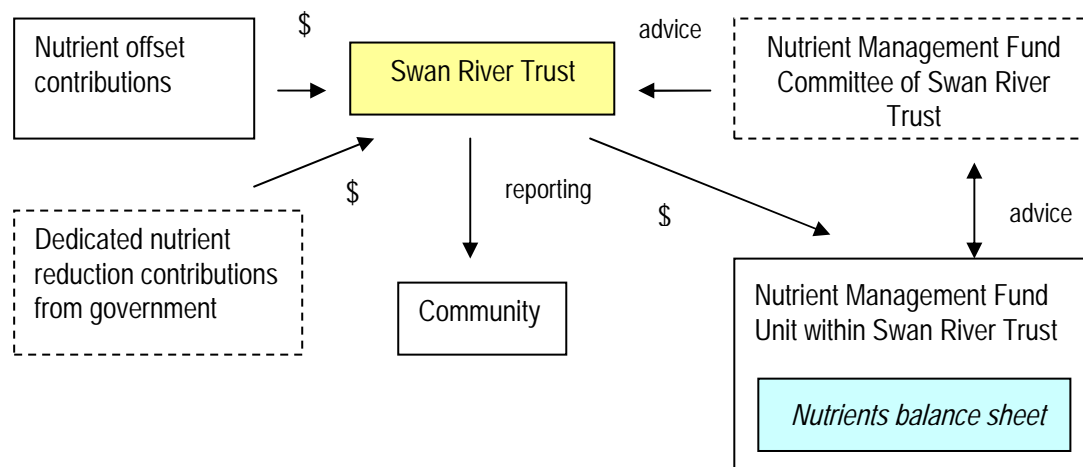 Nutrient offset
contributions
$
Swan River Trust
advice
Nutrient Management Fund
Committee of Swan River
Trust
Dedicated nutrient
reduction contributions
from government
$
reporting
$
advice
Community
Nutrient Management Fund
Unit within Swan River Trust
Nutrients balance sheet